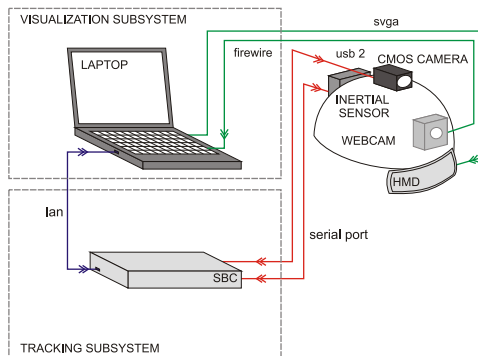 VISUALIZATION SUBSYSTEM
svga
firewire
usb 2
CMOS CAMERA
LAPTOP
INERTIAL
SENSOR
WEBCAM
HMD
lan
serial port
SBC
TRACKING SUBSYSTEM